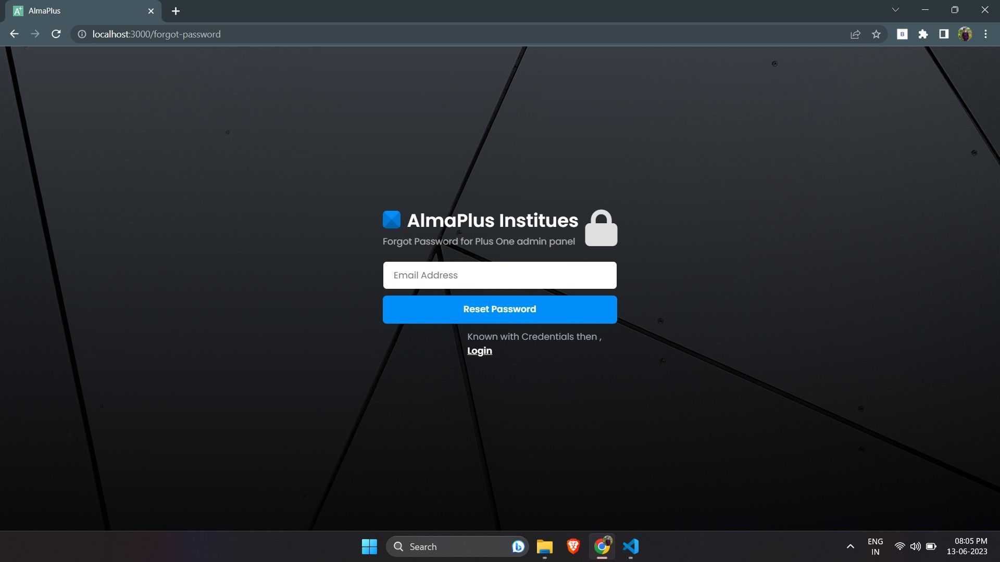 AlmaPlus
localhost:3000/forgot-password
B
AlmaPlus Institues
Forgot Password for Plus One admin panel
Email Address
Reset Password
Known with Credentials then ,
Login
Search
ENG
IN
08:05 PM
13-06-2023